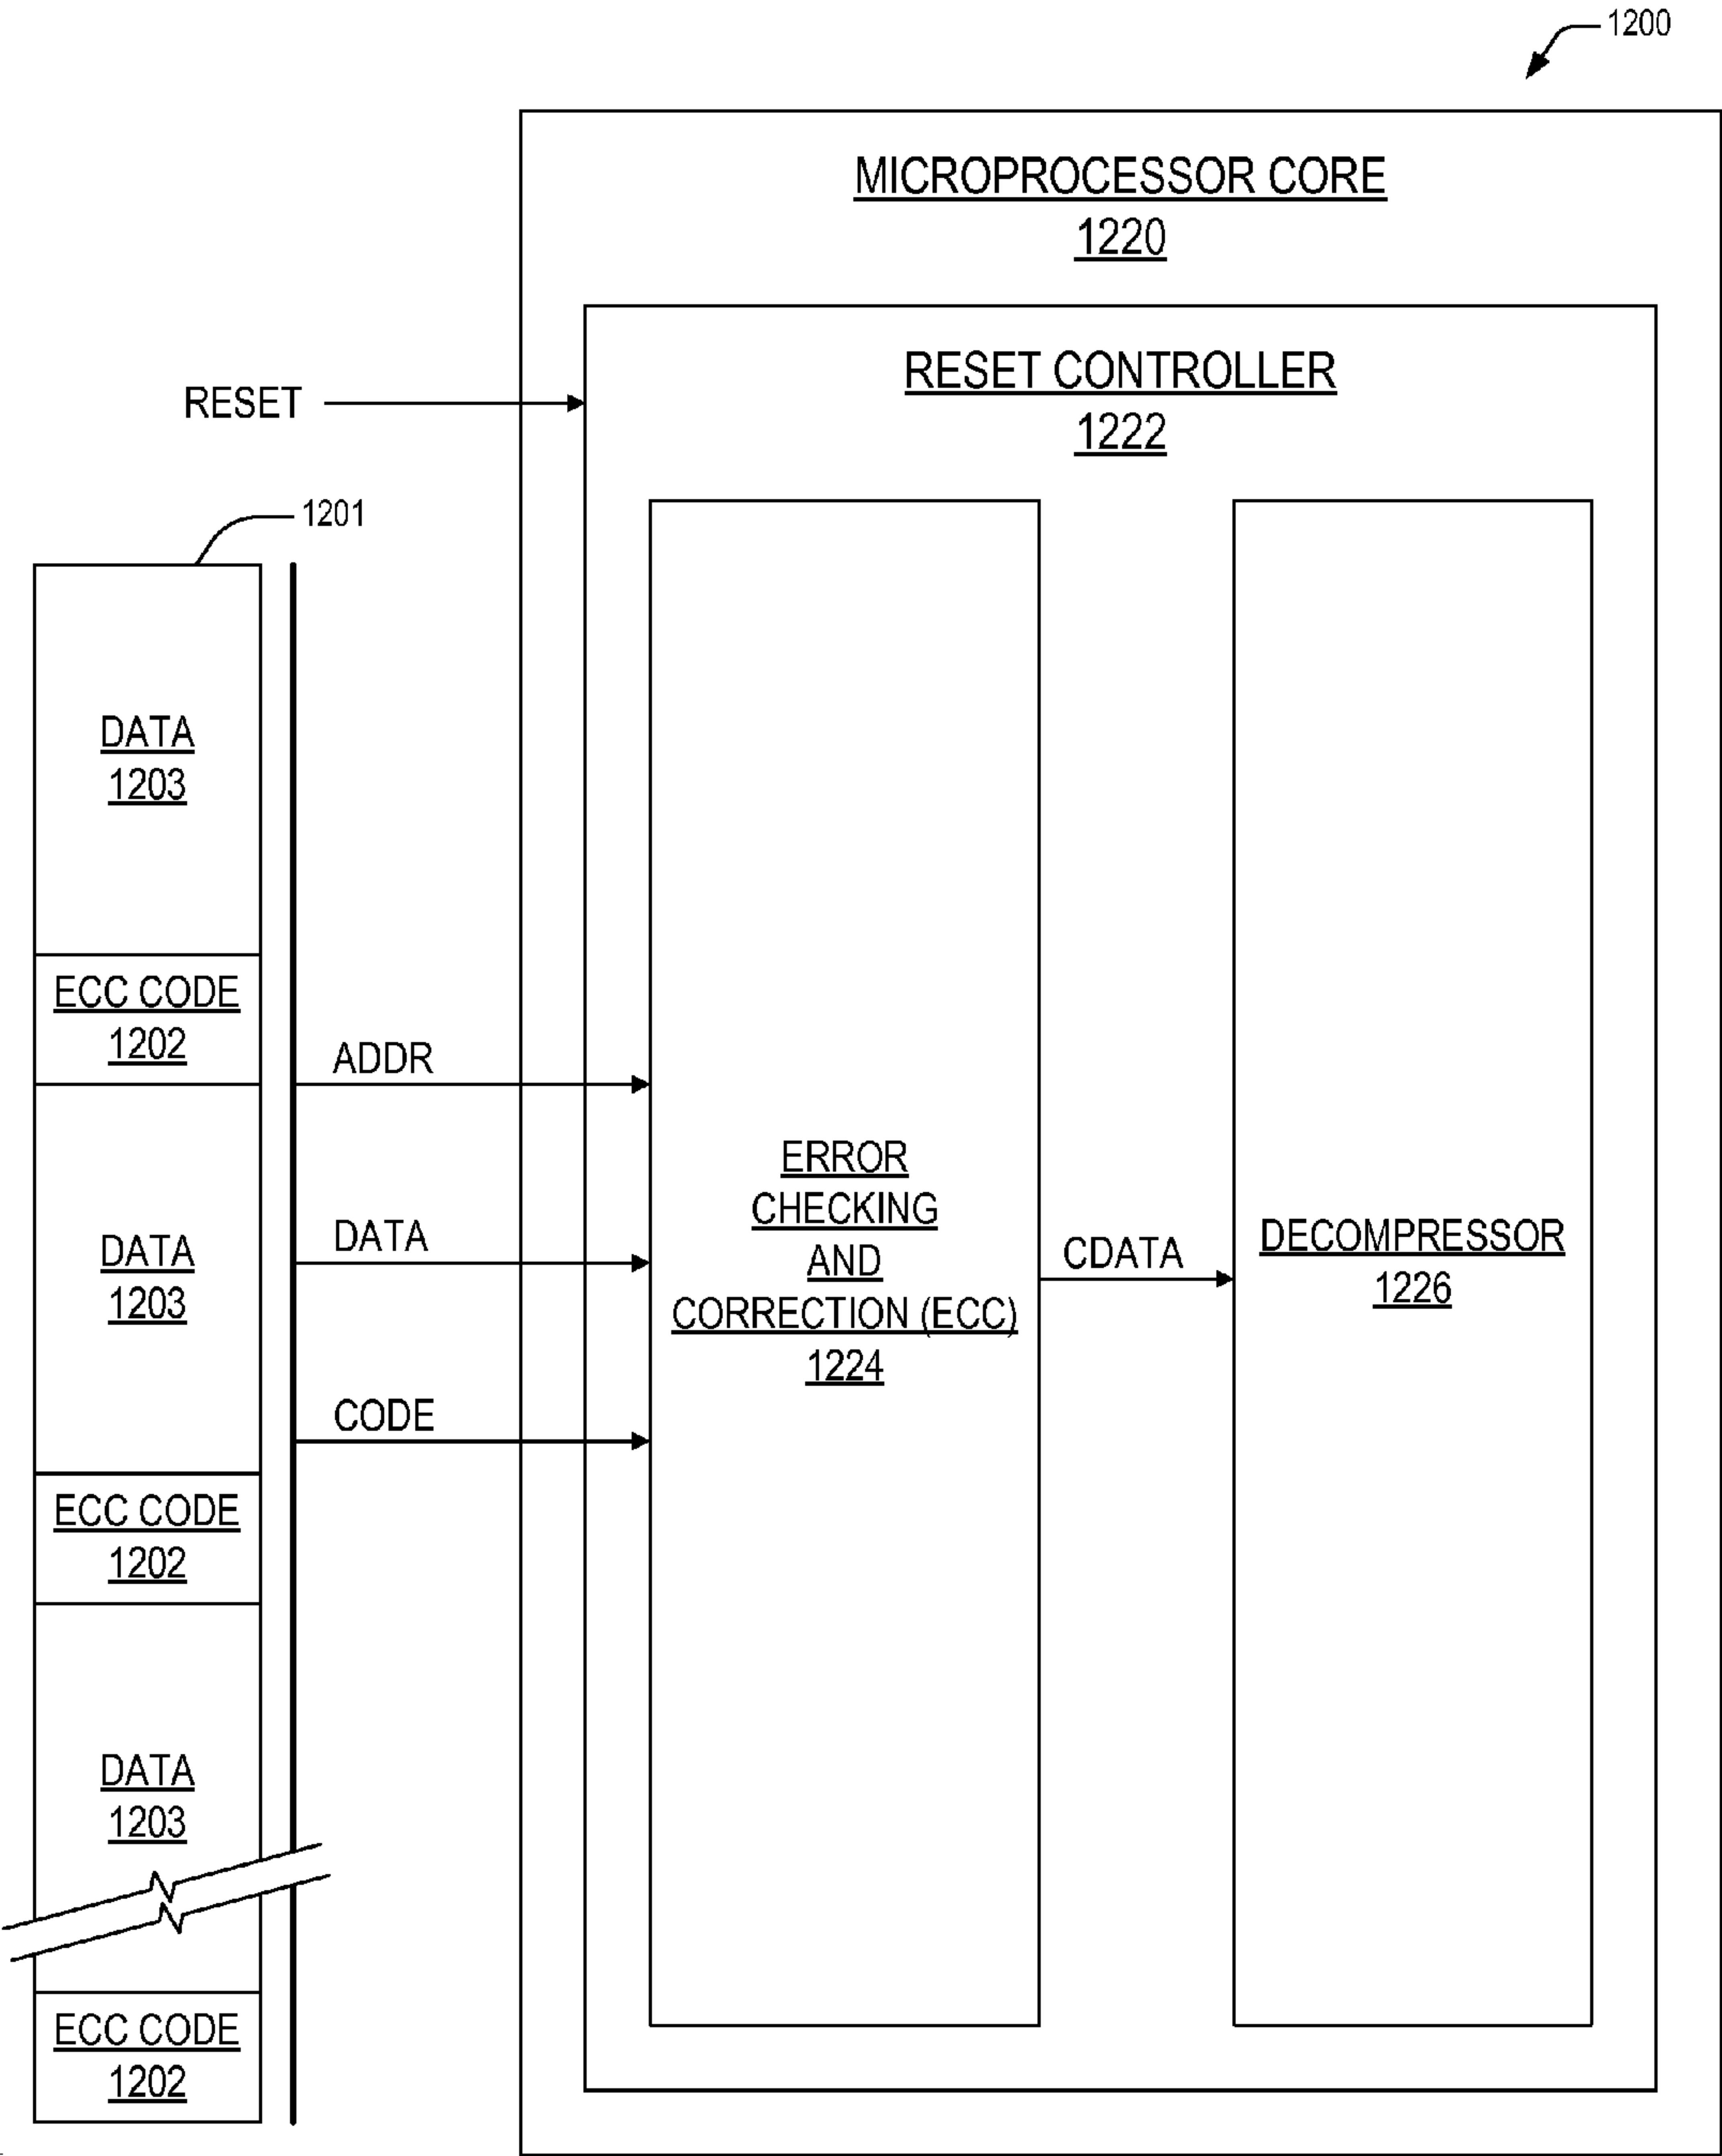 1200
MICROPROCESSOR CORE
1220
RESET CONTROLLER
1222
RESET
1201
DATA
1203
ECC CODE
1202
ADDR
DATA
1203
DATA
CODE
ERROR
CHECKING
AND
CORRECTION (ECC)
1224
CDATA
DECOMPRESSOR
1226
ECC CODE
1202
DATA
1203
ECC CODE
1202